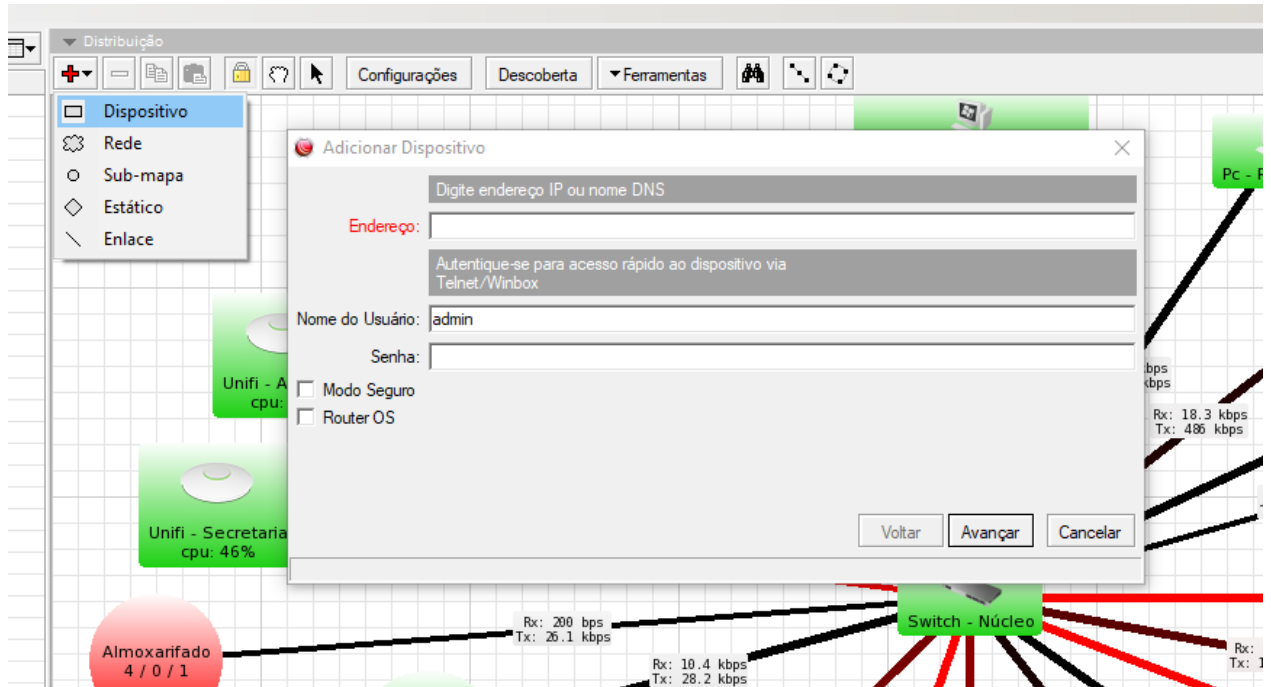 Distribuição
Configurações
Descoberta
Ferramentas
Dispositivo
Rede
Sub-mapa
Estático
Enlace
Adicionar Dispositivo
Digite endereço IP ou nome DNS
Endereço:
Autentique-se para acesso rápido ao dispositivo via
Telnet/Winbox
Nome do Usuário: admin
Senha:
Modo Seguro
Router OS
Voltar
Avançar
Cancelar
Pc -
bps
kbps
Rx: 18.3 kbps
Tx: 486 kbps
Unifi - A
cpu:
Unifi - Secretaria
cpu: 46%
Switch - Núcleo
Almoxarifado
4 / 0 / 1
Rx: 200 bps
Tx: 26.1 kbps
Rx: 10.4 kbps
Tx: 28.2 kbps
Rx:
Tx: